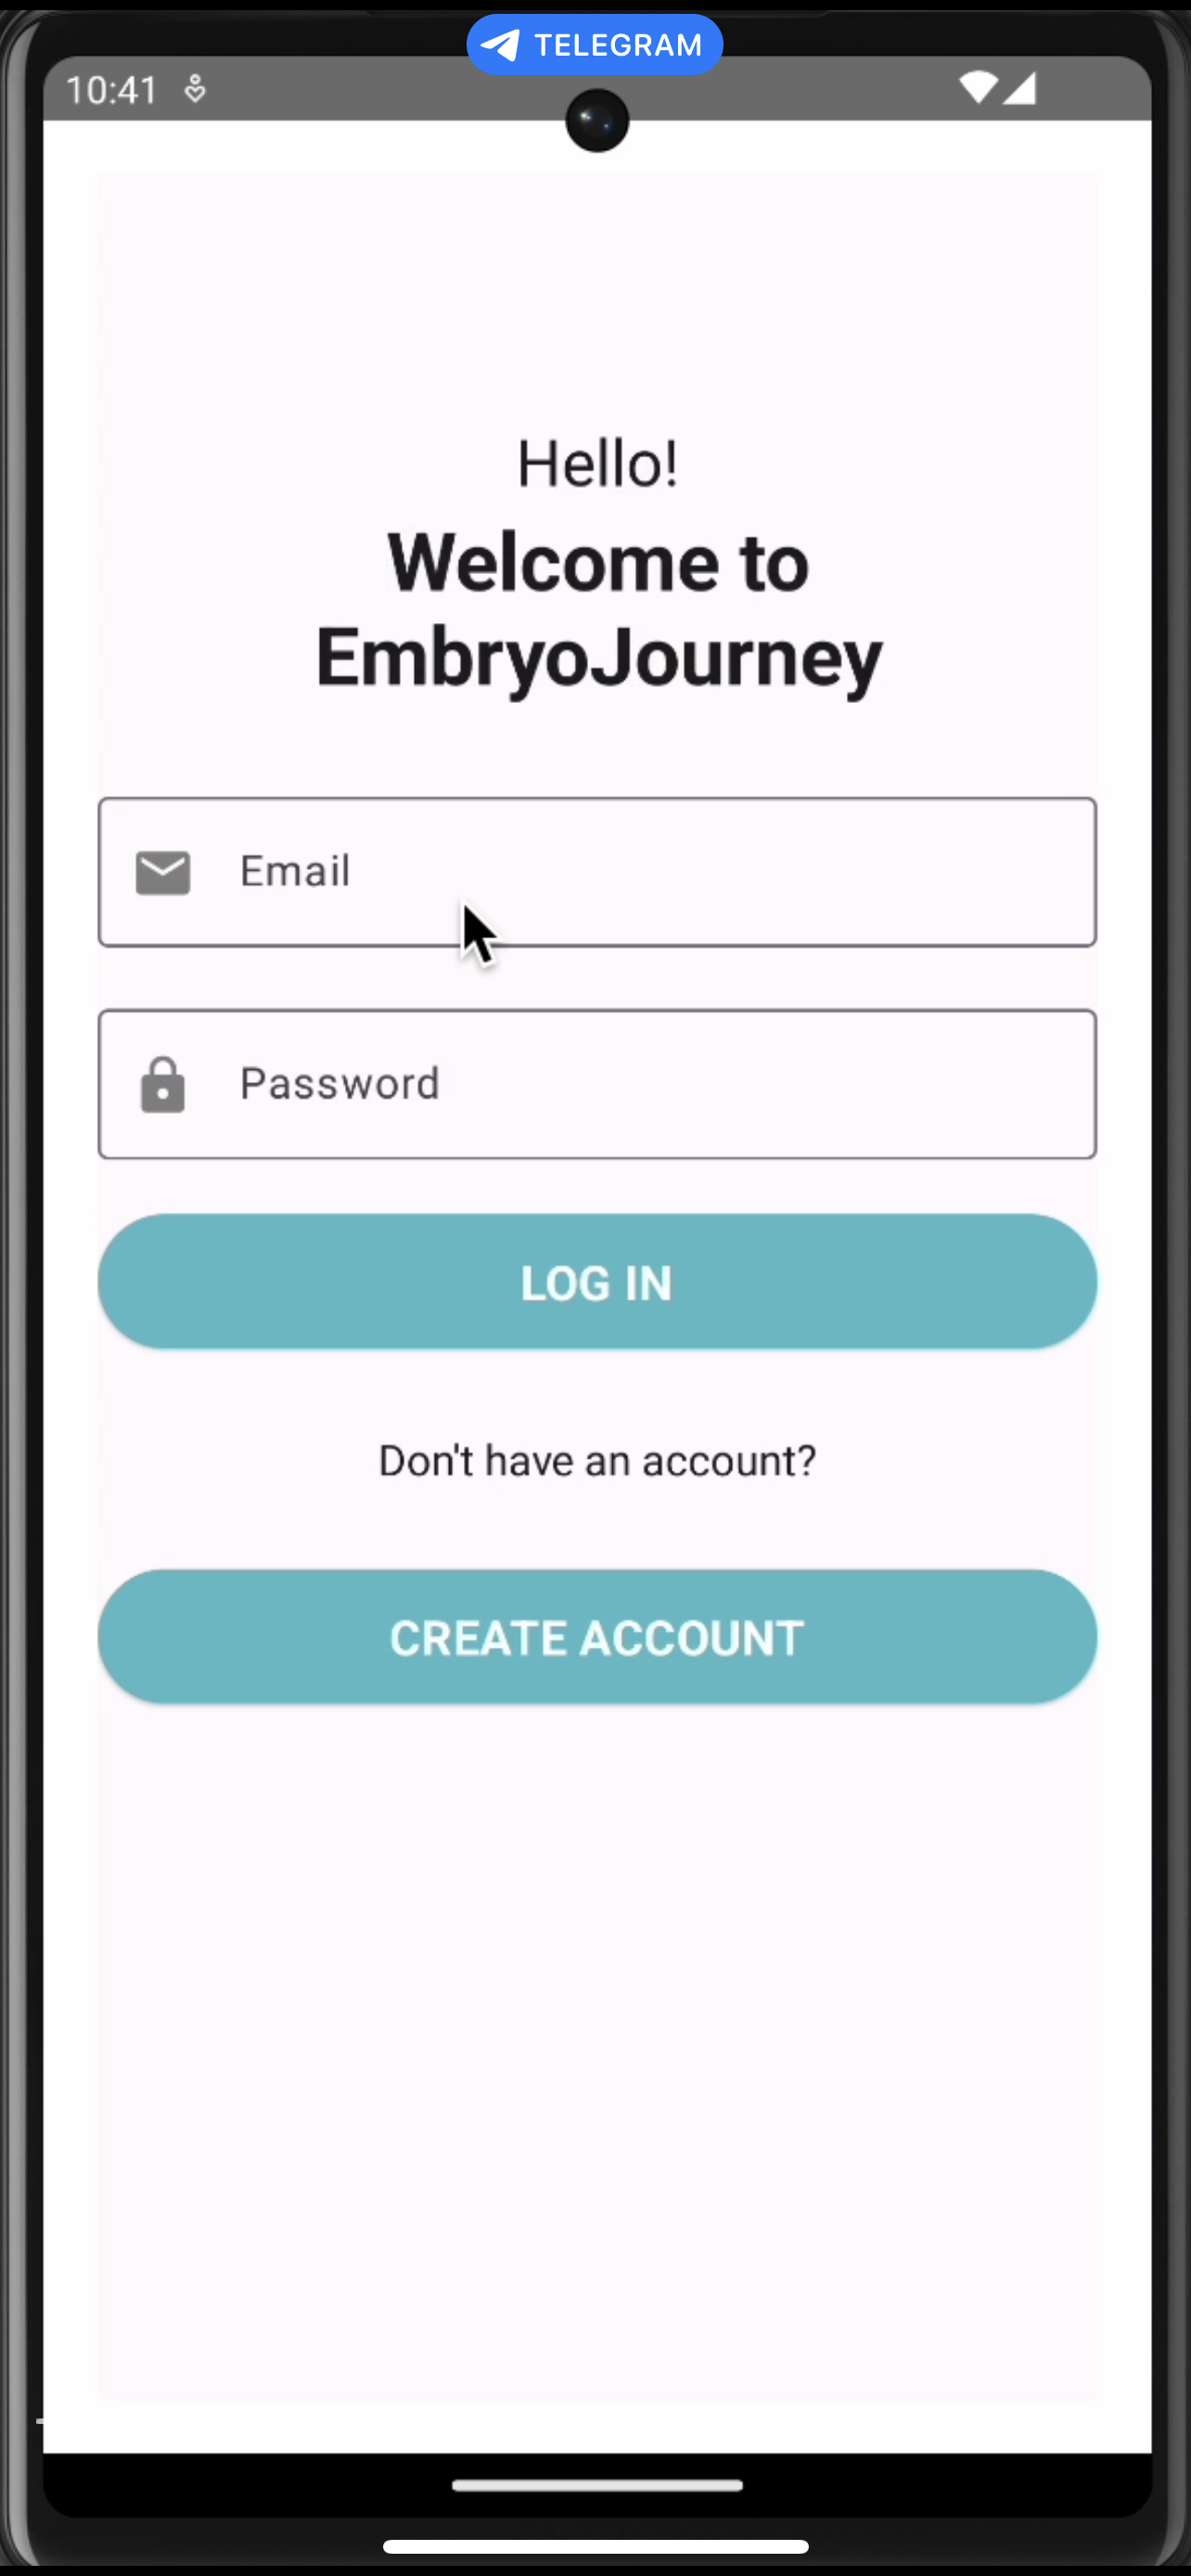 TELEGRAM
10:41
Hello!
Welcome to
EmbryoJourney
Email
Password
LOG IN
Don't have an account?
CREATE ACCOUNT